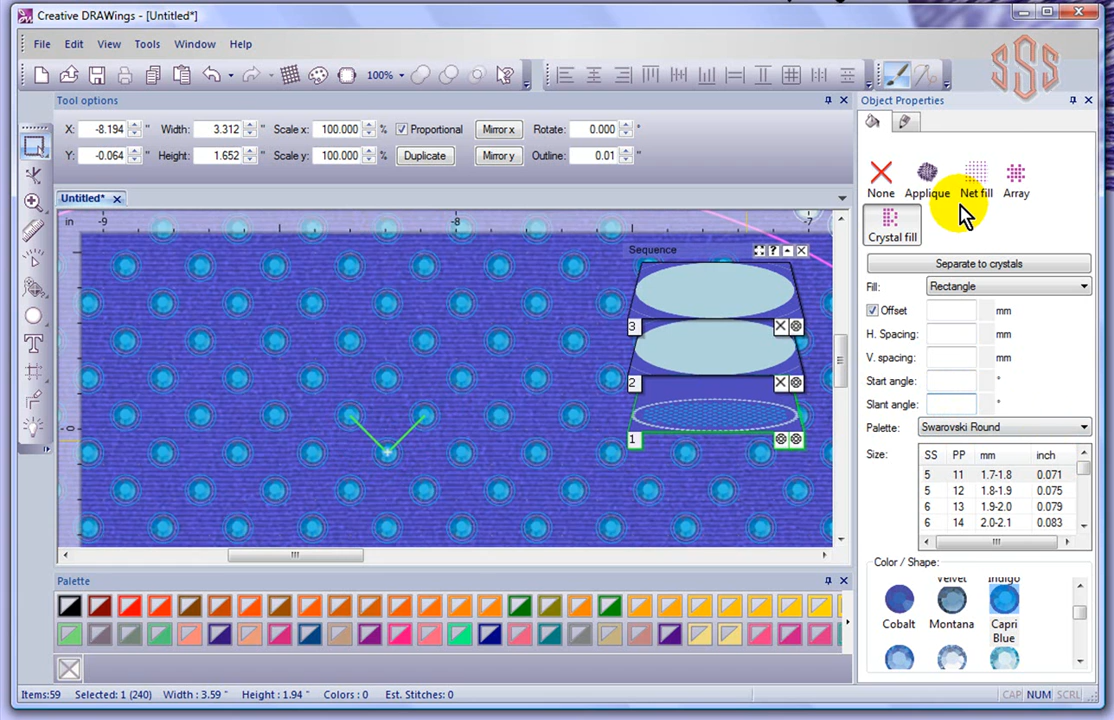 Creative DRAWings - [Untitled*]
File Edit View Tools Window Help
SSS
100%
Tool options
X: -8.194 " Width: 3.312 " Scale x: 100.000 % Proportional Mirror x Rotate: 0.000 °
Y: -0.064 " Height: 1.652 " Scale y: 100.000 % Duplicate Mirror y Outline: 0.01 "
Untitled*
in -9 -8 -7
-0
Sequence
3
2
1
Object Properties
None Applique Net fill Array
Crystal fill
Separate to crystals
Fill: Rectangle
Offset mm
H. Spacing: mm
V. spacing: mm
Start angle: °
Slant angle: °
Palette: Swarovski Round
Size: SS PP mm inch
5 11 1.7-1.8 0.071
5 12 1.8-1.9 0.075
6 13 1.9-2.0 0.079
6 14 2.0-2.1 0.083
Color / Shape:
Velvet Indigo
Cobalt Montana Capri
Blue
Palette
Items:59 Selected: 1 (240) Width : 3.59 " Height : 1.94 " Colors : 0 Est. Stitches: 0 CAP NUM SCRL